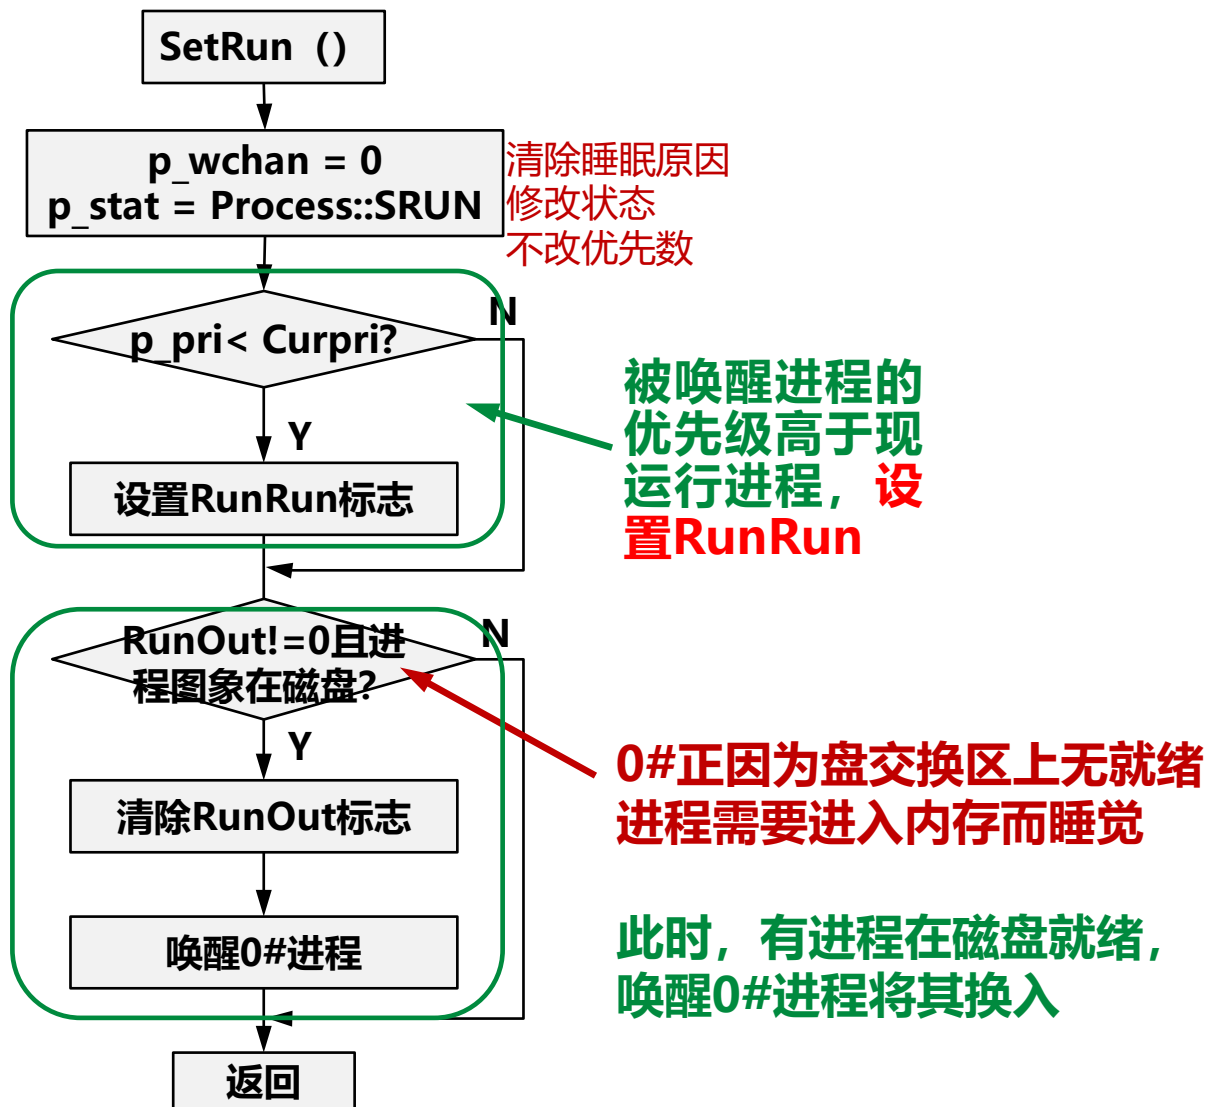 SetRun（）
p_wchan = 0
p_stat = Process::SRUN
清除睡眠原因
修改状态
不改优先数
p_pri< Curpri?
N
Y
设置RunRun标志
被唤醒进程的
优先级高于现
运行进程，设
置RunRun
RunOut!=0且进
程图象在磁盘?
N
Y
清除RunOut标志
唤醒0#进程
返回
0#正因为盘交换区上无就绪
进程需要进入内存而睡觉
此时，有进程在磁盘就绪，
唤醒0#进程将其换入